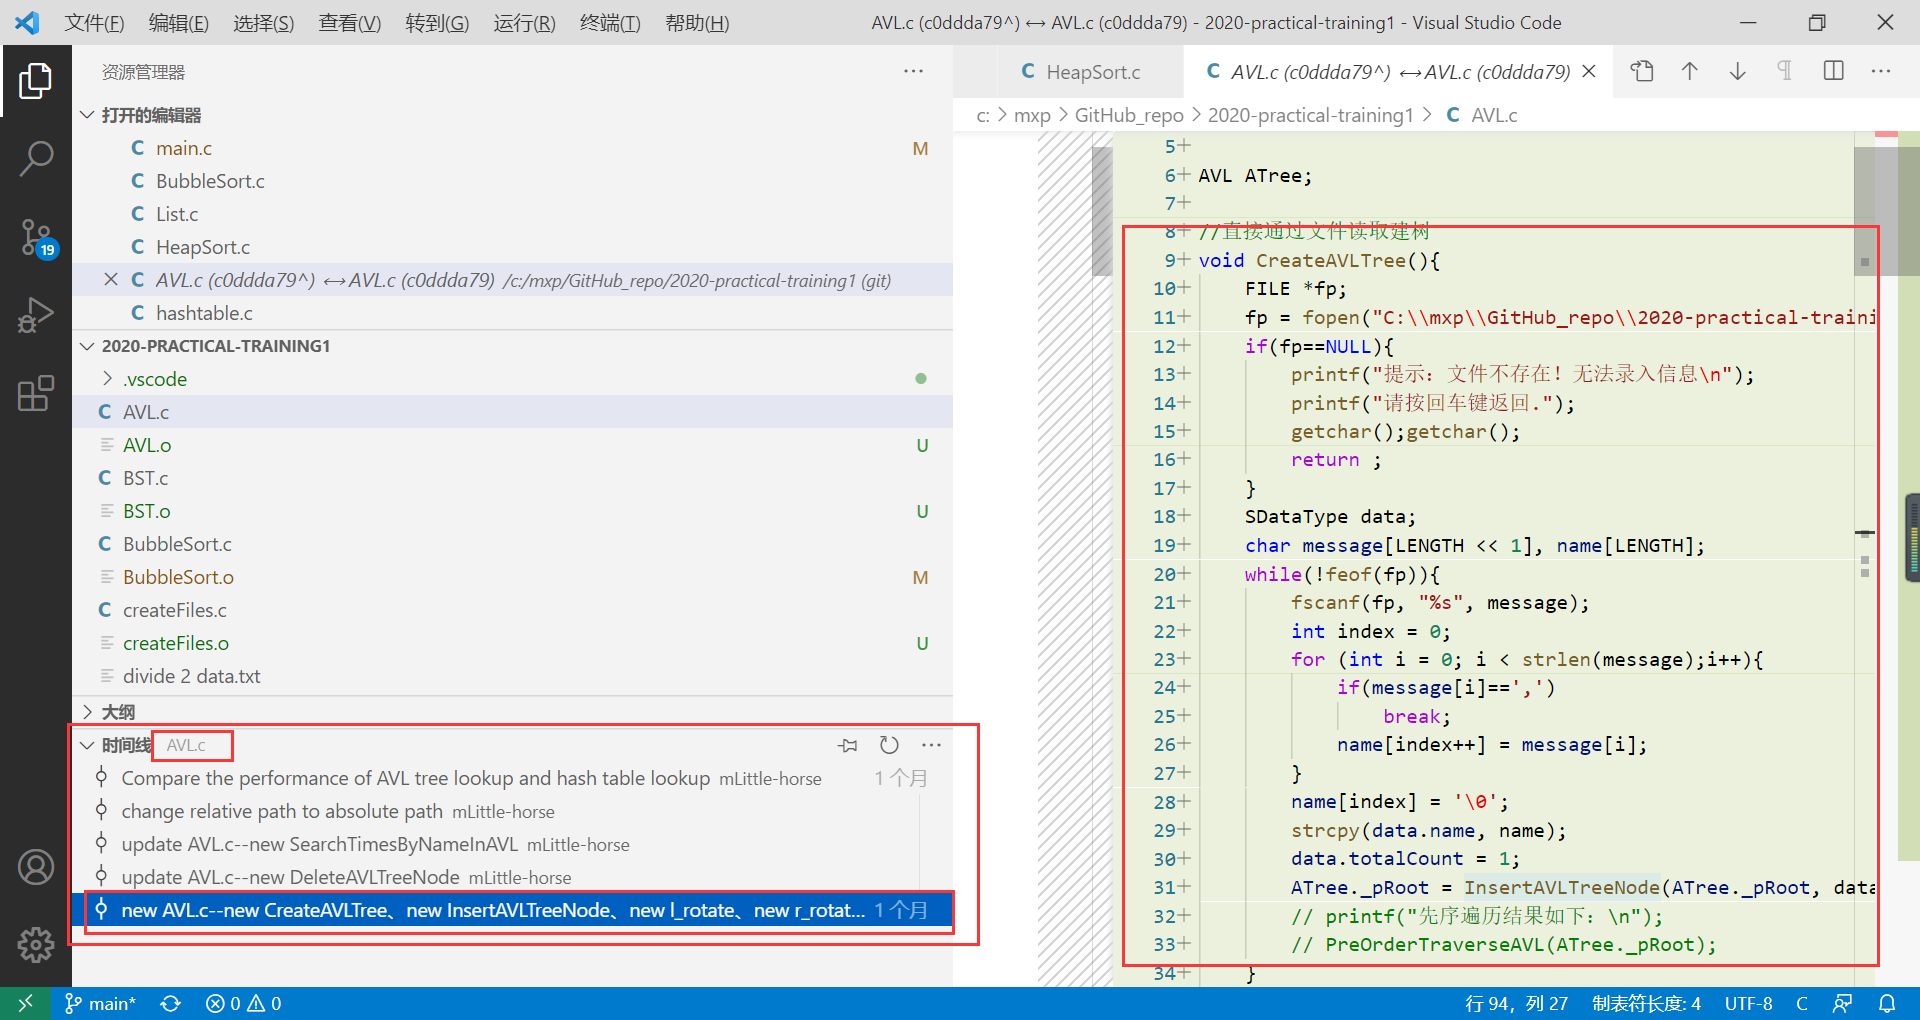 文件(F) 编辑(E) 选择(S) 查看(V) 转到(G) 运行(R) 终端(T) 帮助(H) AVL.c (c0ddda79^) ↔ AVL.c (c0ddda79) - 2020-practical-training1 - Visual Studio Code
资源管理器 ···
打开的编辑器
C main.c M
C BubbleSort.c
C List.c
C HeapSort.c
C AVL.c (c0ddda79^) ↔ AVL.c (c0ddda79) /c:/mxp/GitHub_repo/2020-practical-training1 (git)
C hashtable.c
2020-PRACTICAL-TRAINING1
.vscode
C AVL.c
AVL.o U
C BST.c
BST.o U
C BubbleSort.c
BubbleSort.o M
C createFiles.c
createFiles.o U
divide 2 data.txt
大纲
时间线 AVL.c ···
Compare the performance of AVL tree lookup and hash table lookup mLittle-horse 1 个月
change relative path to absolute path mLittle-horse
update AVL.c--new SearchTimesByNameInAVL mLittle-horse
update AVL.c--new DeleteAVLTreeNode mLittle-horse
new AVL.c--new CreateAVLTree、new InsertAVLTreeNode、new l_rotate、new r_rotat... 1 个月
19
C HeapSort.c C AVL.c (c0ddda79^) ↔ AVL.c (c0ddda79) ···
c: > mxp > GitHub_repo > 2020-practical-training1 > C AVL.c
5+
6+ AVL ATree;
7+
8+ //直接通过文件读取建树
9+ void CreateAVLTree(){
10+ FILE *fp;
11+ fp = fopen("C:\\mxp\\GitHub_repo\\2020-practical-traini
12+ if(fp==NULL){
13+ printf("提示: 文件不存在! 无法录入信息\n");
14+ printf("请按回车键返回.");
15+ getchar();getchar();
16+ return ;
17+ }
18+ SDataType data;
19+ char message[LENGTH << 1], name[LENGTH];
20+ while(!feof(fp)){
21+ fscanf(fp, "%s", message);
22+ int index = 0;
23+ for (int i = 0; i < strlen(message);i++){
24+ if(message[i]==',')
25+ break;
26+ name[index++] = message[i];
27+ }
28+ name[index] = '\0';
29+ strcpy(data.name, name);
30+ data.totalCount = 1;
31+ ATree._pRoot = InsertAVLTreeNode(ATree._pRoot, data
32+ // printf("先序遍历结果如下: \n");
33+ // PreOrderTraverseAVL(ATree._pRoot);
34+ }
main* 0 0 行 94，列 27 制表符长度: 4 UTF-8 C